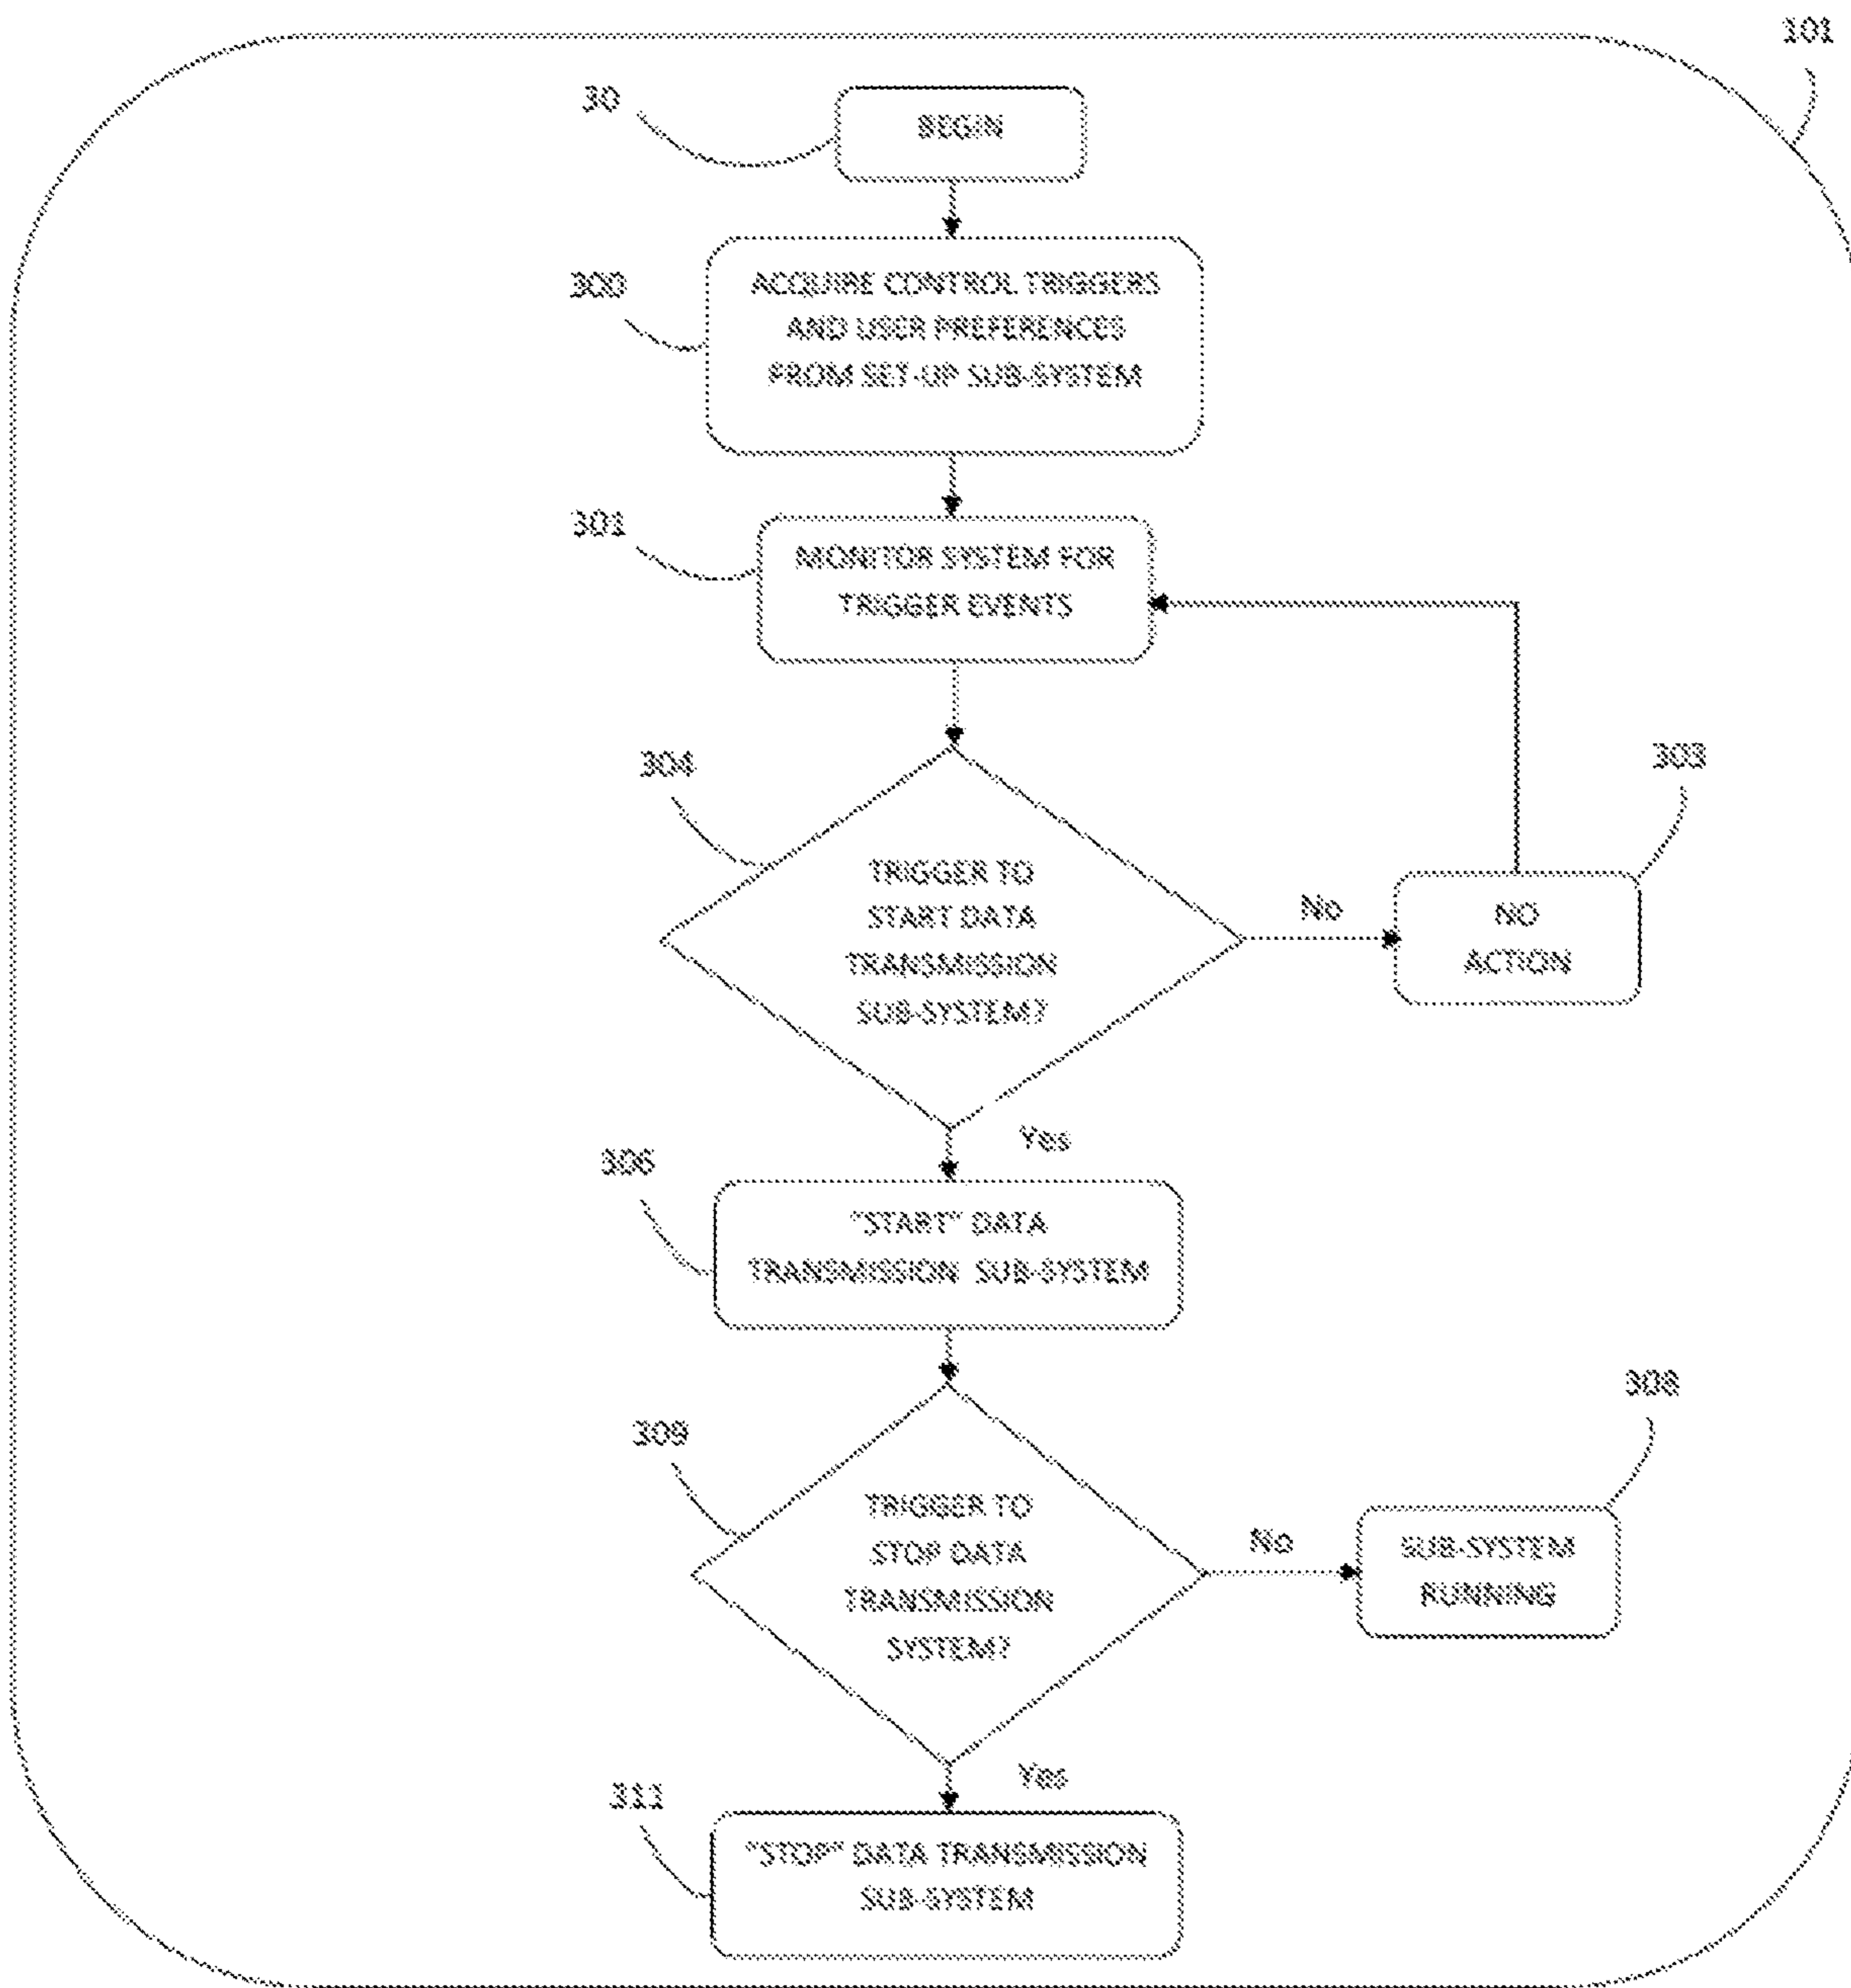 101
30
BEGIN
300
ACQUIRE CONTROL TRIGGERS
AND USER PREFERENCES
FROM SET-UP SUB-SYSTEM
301
MONITOR SYSTEM FOR
TRIGGER EVENTS
304
303
TRIGGER TO
START DATA
TRANSMISSION
SUB-SYSTEM?
No
NO
ACTION
Yes
306
"START" DATA
TRANSMISSION SUB-SYSTEM
308
309
TRIGGER TO
STOP DATA
TRANSMISSION
SYSTEM?
No
SUB-SYSTEM
RUNNING
Yes
311
"STOP" DATA TRANSMISSION
SUB-SYSTEM